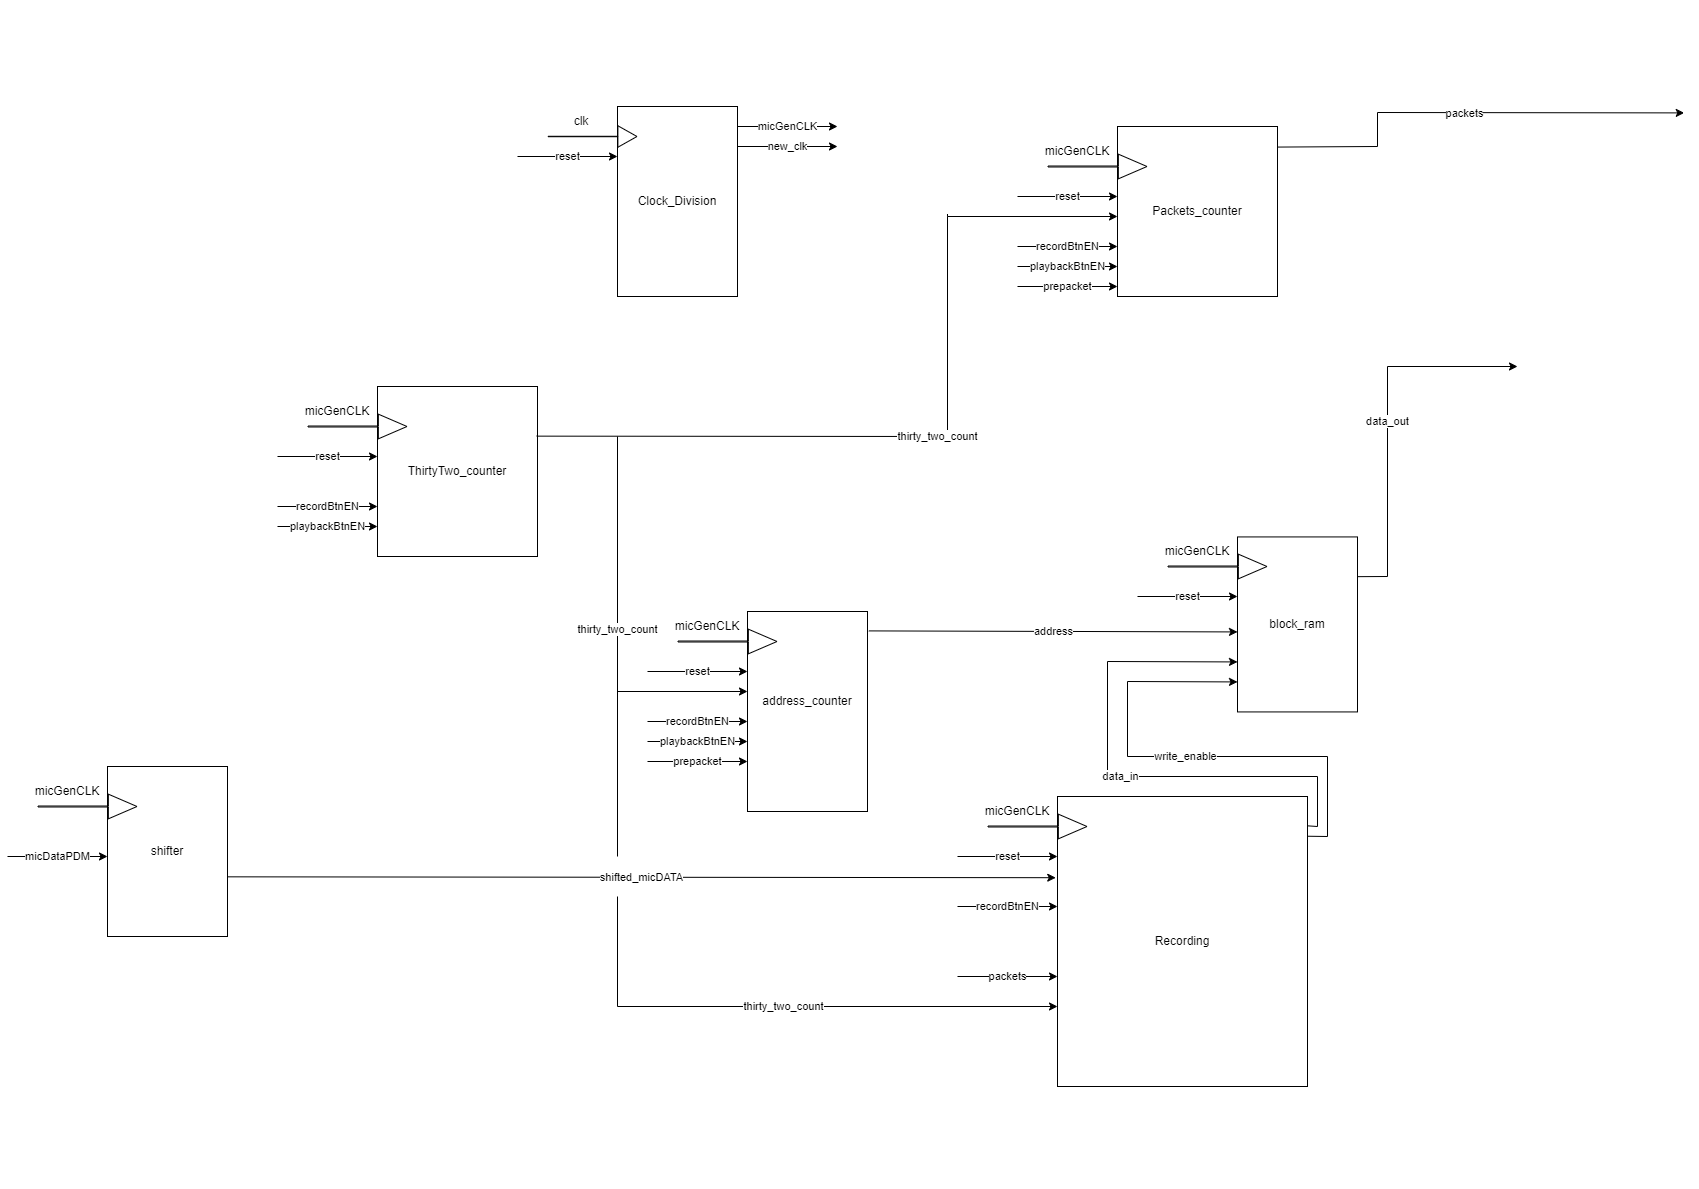 packets
clk
micGenCLK
new_clk
reset
Clock_Division
micGenCLK
reset
Packets_counter
recordBtnEN
playbackBtnEN
prepacket
micGenCLK
reset
ThirtyTwo_counter
recordBtnEN
playbackBtnEN
thirty_two_count
data_out
micGenCLK
reset
block_ram
thirty_two_count
micGenCLK
address
reset
address_counter
recordBtnEN
playbackBtnEN
prepacket
write_enable
data_in
micGenCLK
micDataPDM
shifter
shifted_micDATA
micGenCLK
reset
recordBtnEN
Recording
packets
thirty_two_count